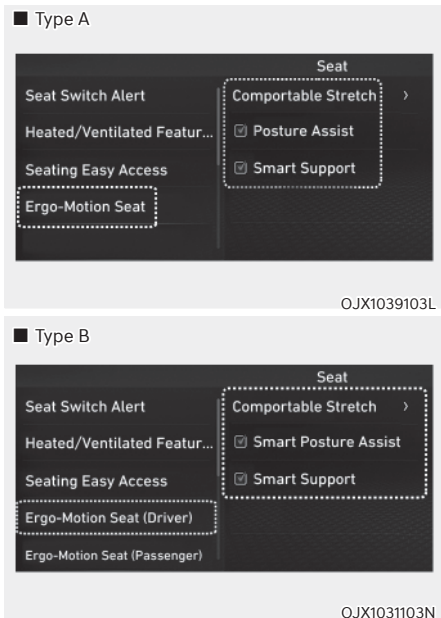 ■ Type A
Seat
Seat Switch Alert
Comportable Stretch >
Heated/Ventilated Featur...
Posture Assist
Seating Easy Access
Smart Support
Ergo-Motion Seat
OJX1039103L
■ Type B
Seat
Seat Switch Alert
Comportable Stretch >
Heated/Ventilated Featur...
Smart Posture Assist
Seating Easy Access
Smart Support
Ergo-Motion Seat (Driver)
Ergo-Motion Seat (Passenger)
OJX1031103N